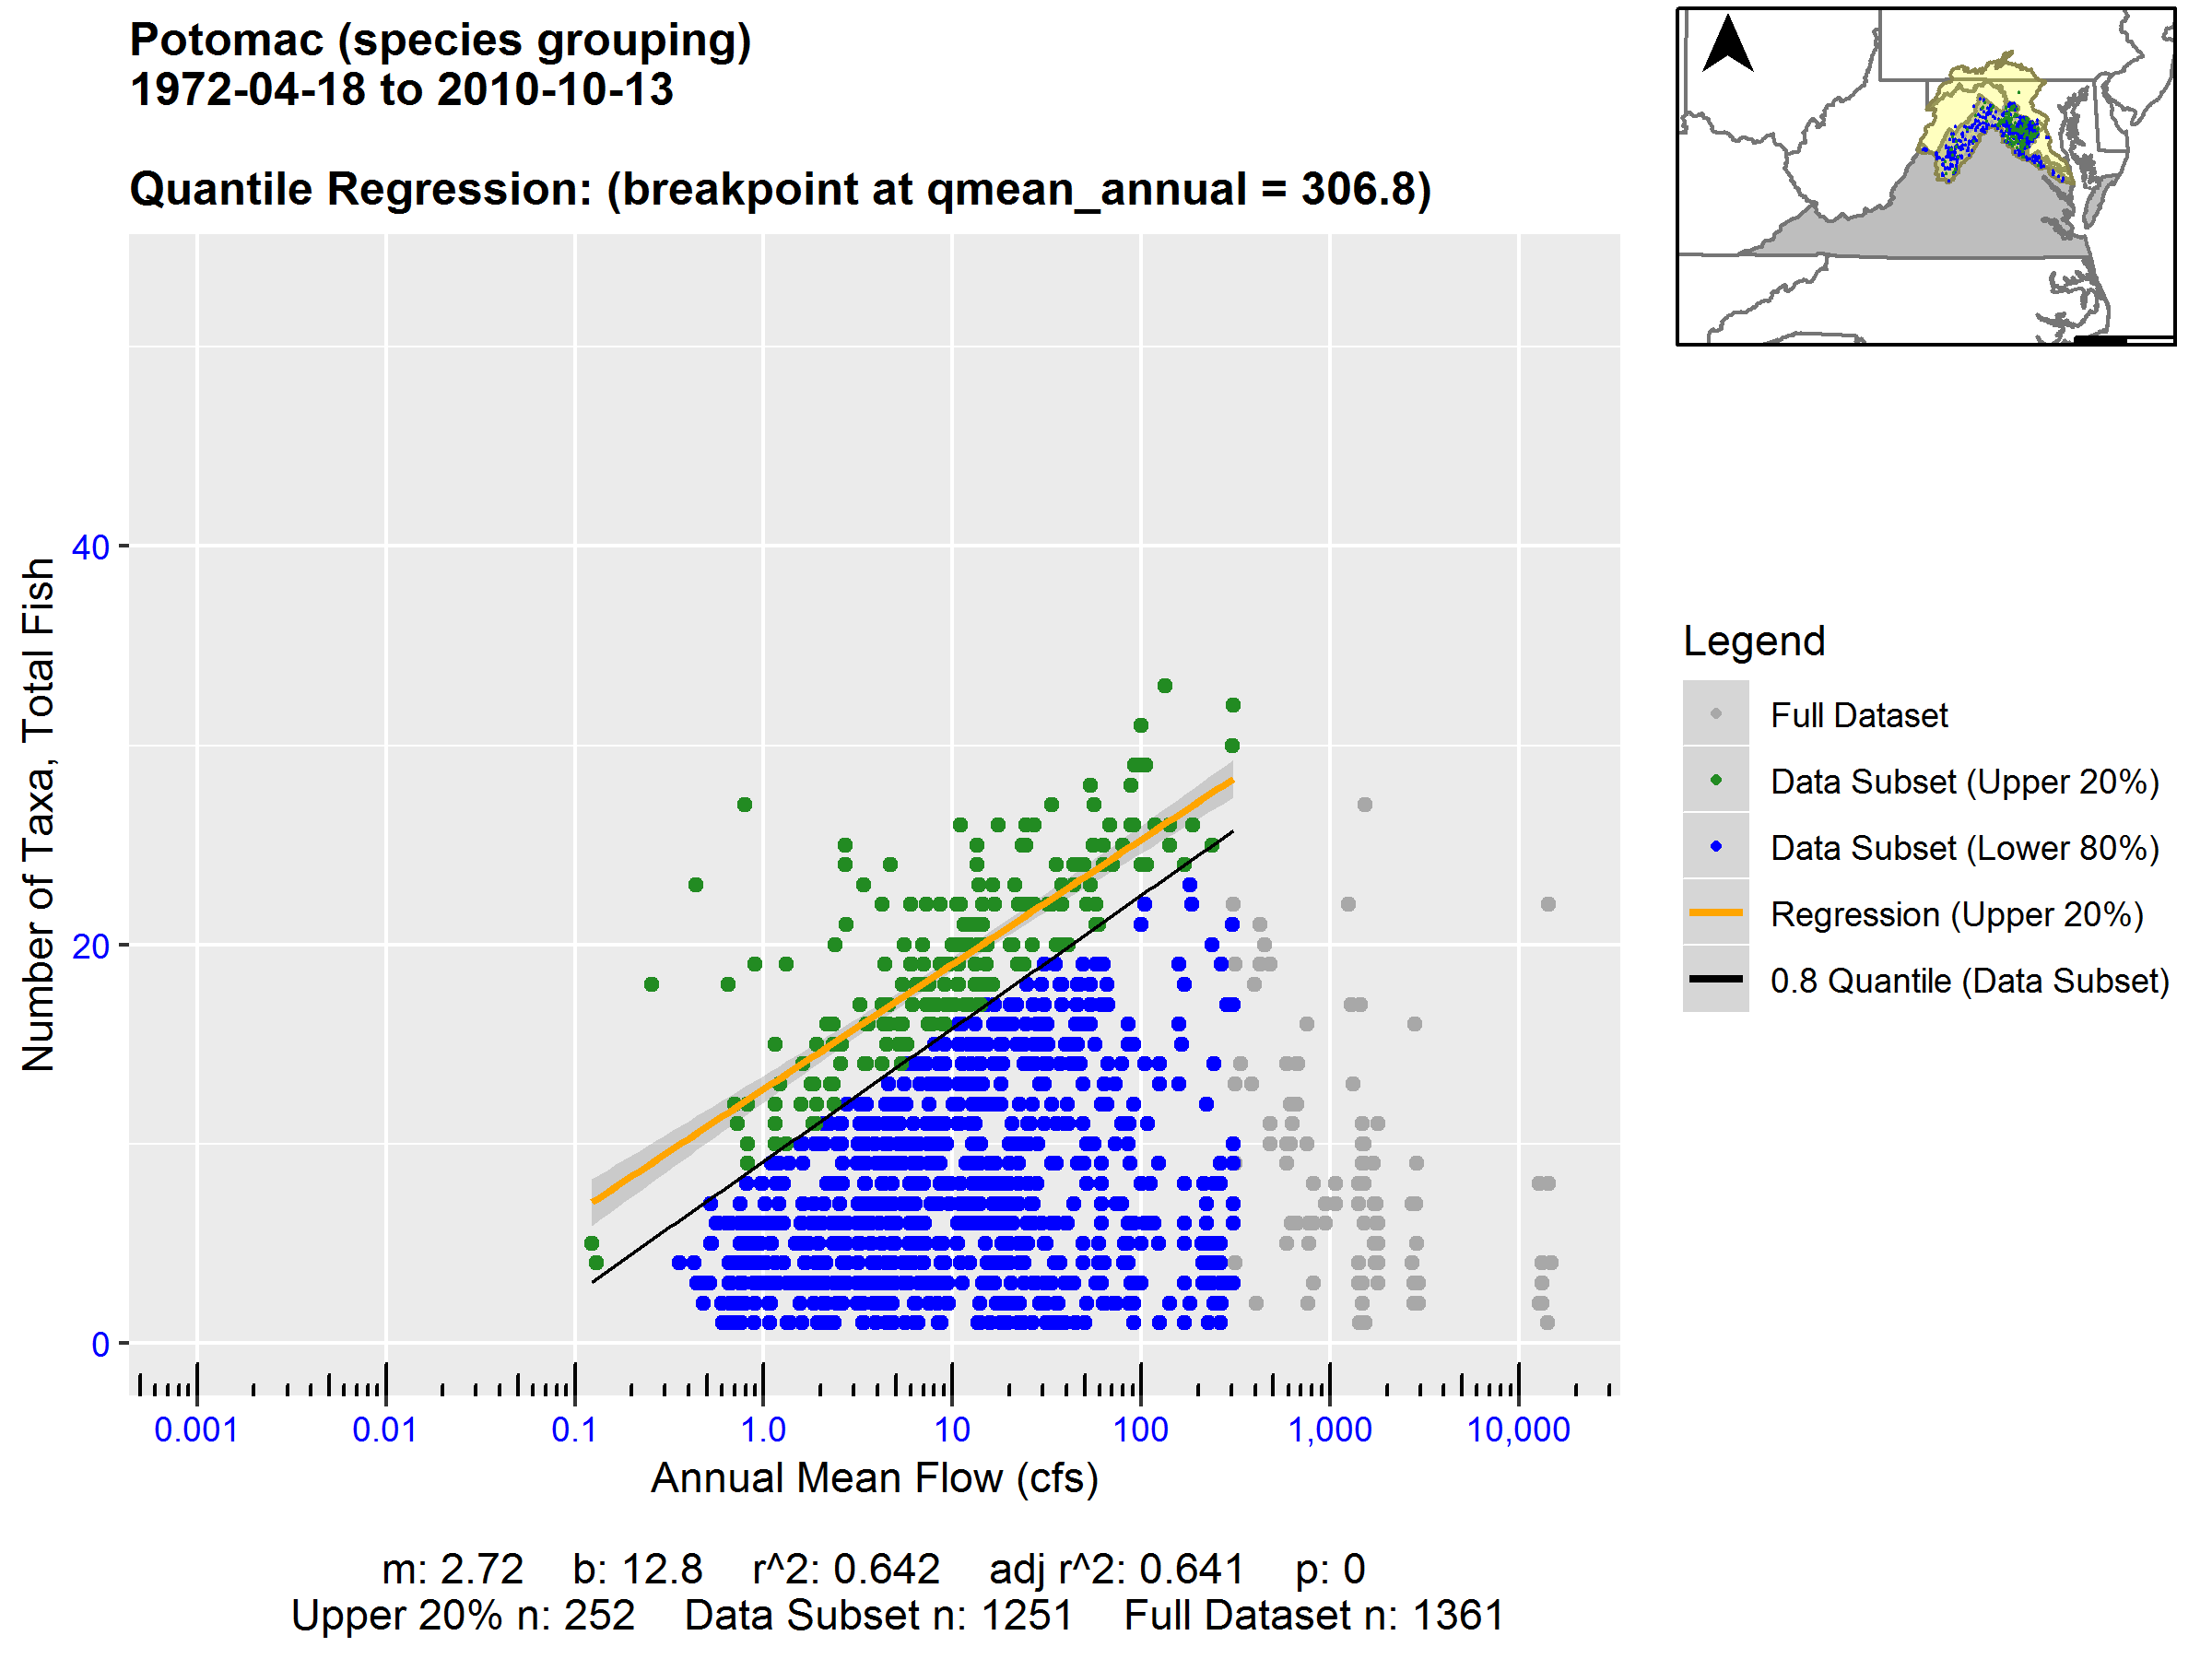 Potomac (species grouping)
1972-04-18 to 2010-10-13
Quantile Regression: (breakpoint at qmean_annual = 306.8)
Number of Taxa, Total Fish
40
20
0
0.001
0.01
0.1
1.0
10
100
1,000
10,000
Annual Mean Flow (cfs)
m: 2.72 b: 12.8 r^2: 0.642 adj r^2: 0.641 p: 0
Upper 20% n: 252 Data Subset n: 1251 Full Dataset n: 1361
Legend
Full Dataset
Data Subset (Upper 20%)
Data Subset (Lower 80%)
Regression (Upper 20%)
0.8 Quantile (Data Subset)